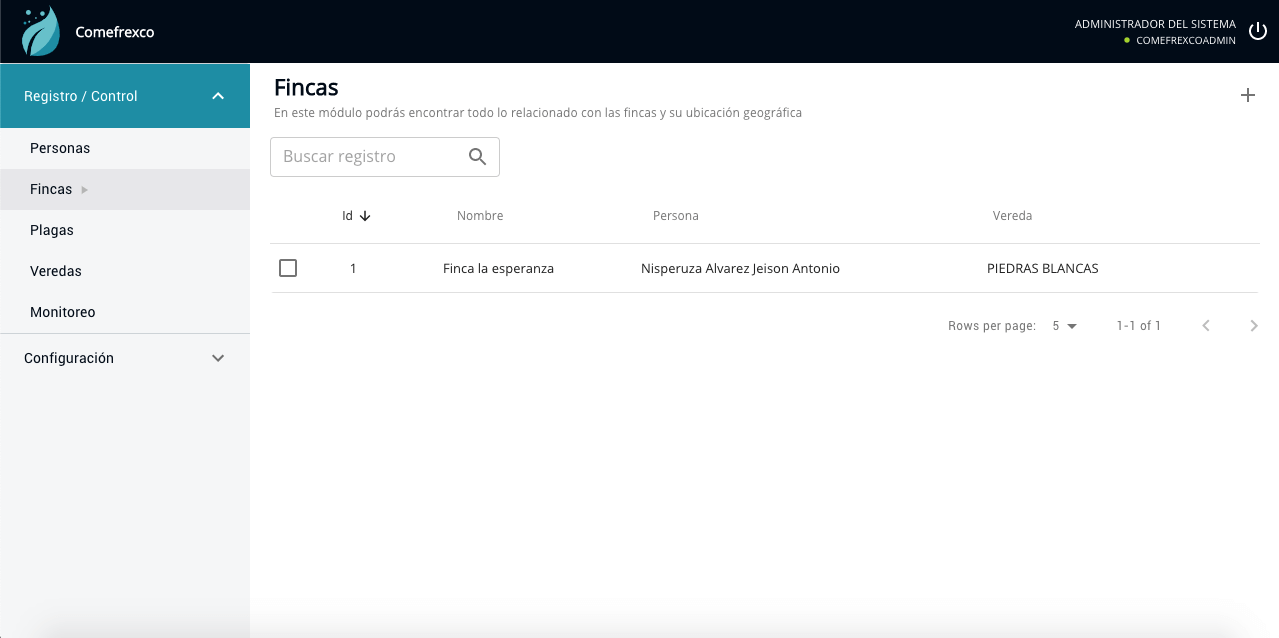 Comefrexco
ADMINISTRADOR DEL SISTEMA
COMEFREXCOADMIN
Registro / Control
Personas
Fincas
Plagas
Veredas
Monitoreo
Configuración
Fincas
En este módulo podrás encontrar todo lo relacionado con las fincas y su ubicación geográfica
Buscar registro
Id Nombre Persona Vereda
1 Finca la esperanza Nisperuza Alvarez Jeison Antonio PIEDRAS BLANCAS
Rows per page: 5 1-1 of 1